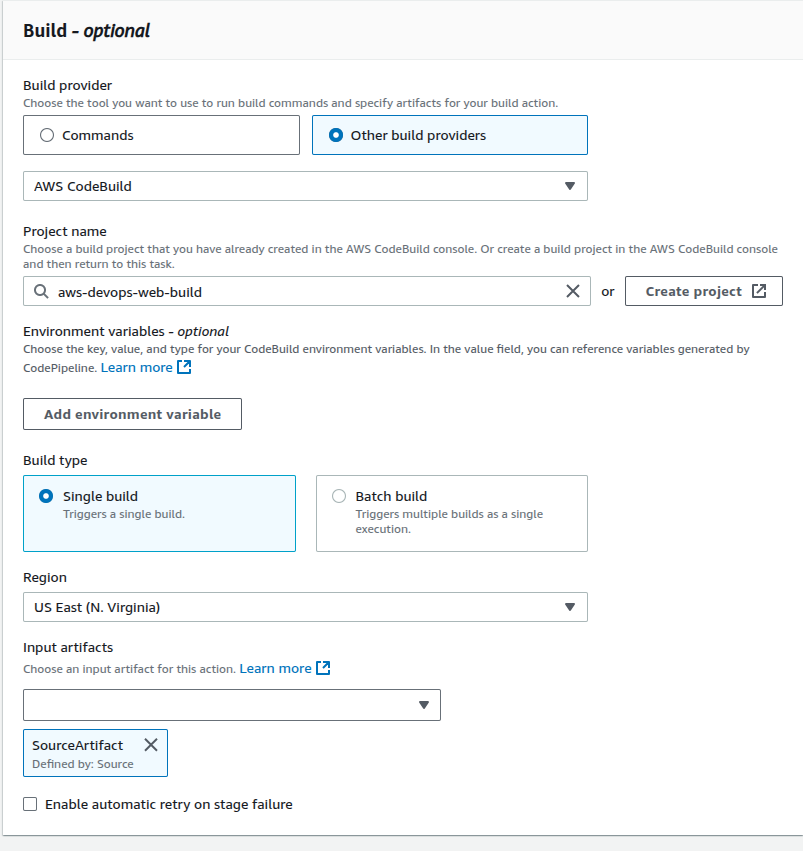 Build - optional
Build provider
Choose the tool you want to use to run build commands and specify artifacts for your build action.
Commands
Other build providers
AWS CodeBuild
Project name
Choose a build project that you have already created in the AWS CodeBuild console. Or create a build project in the AWS CodeBuild console
and then return to this task.
aws-devops-web-build
or
Create project
Environment variables - optional
Choose the key, value, and type for your CodeBuild environment variables. In the value field, you can reference variables generated by
CodePipeline. Learn more
Add environment variable
Build type
Single build
Triggers a single build.
Batch build
Triggers multiple builds as a single
execution.
Region
US East (N. Virginia)
Input artifacts
Choose an input artifact for this action. Learn more
SourceArtifact
Defined by: Source
Enable automatic retry on stage failure